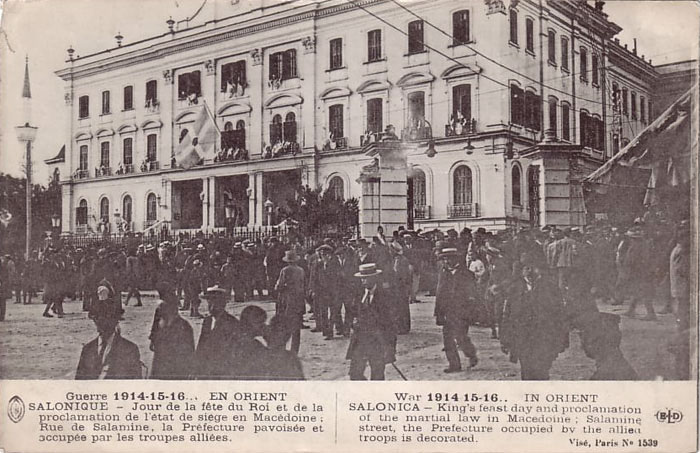 Guerre 1914-15-16... EN ORIENT
SALONIQUE - Jour de la fête du Roi et de la
proclamation de l'état de siège en Macédoine :
Rue de Salamine, la Préfecture pavoisée et
occupée par les troupes alliées.
War 1914 15-16.. IN ORIENT
SALONICA - King's feast day and proclamation
of the martial law in Macedoine ; Salamine
street, the Prefecture occupied by the allied
troops is decorated.
Visé, Paris No 1539
ELD